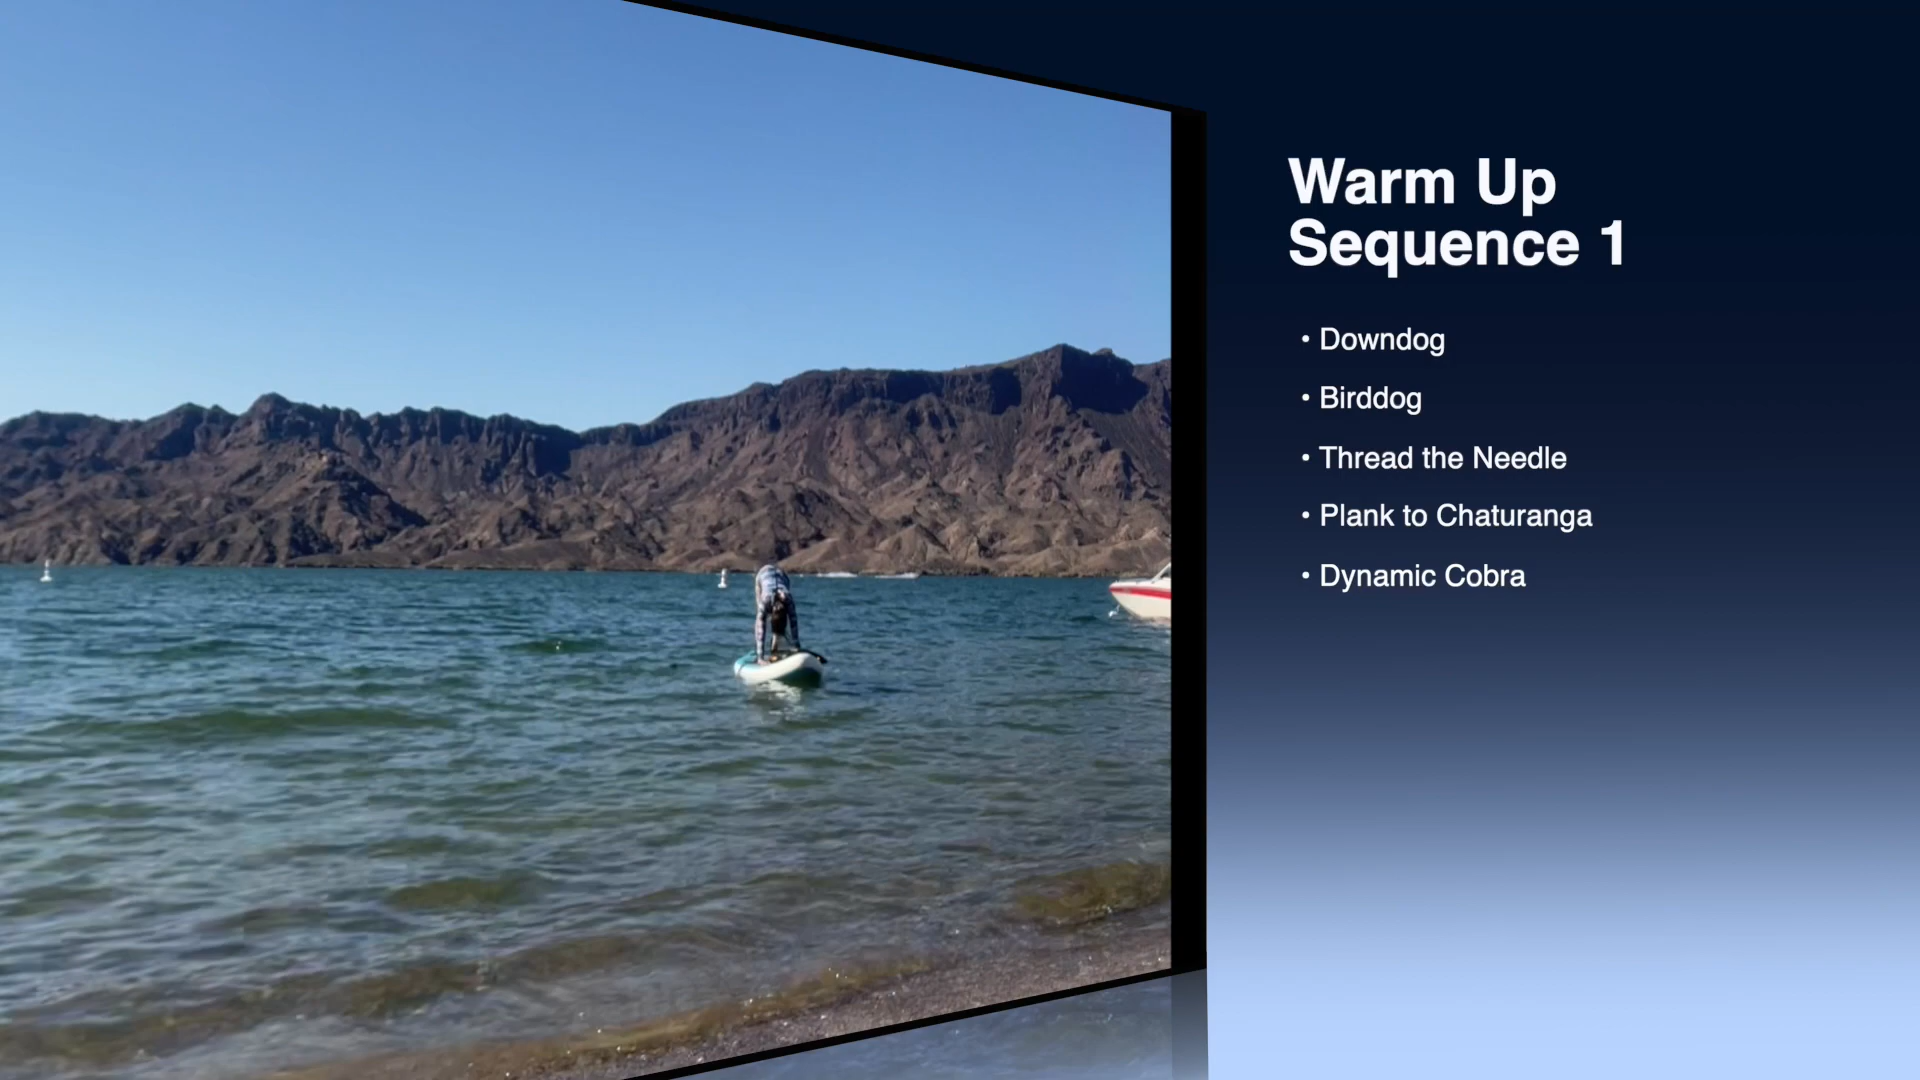 Warm Up
Sequence 1
• Downdog
• Birddog
• Thread the Needle
• Plank to Chaturanga
• Dynamic Cobra